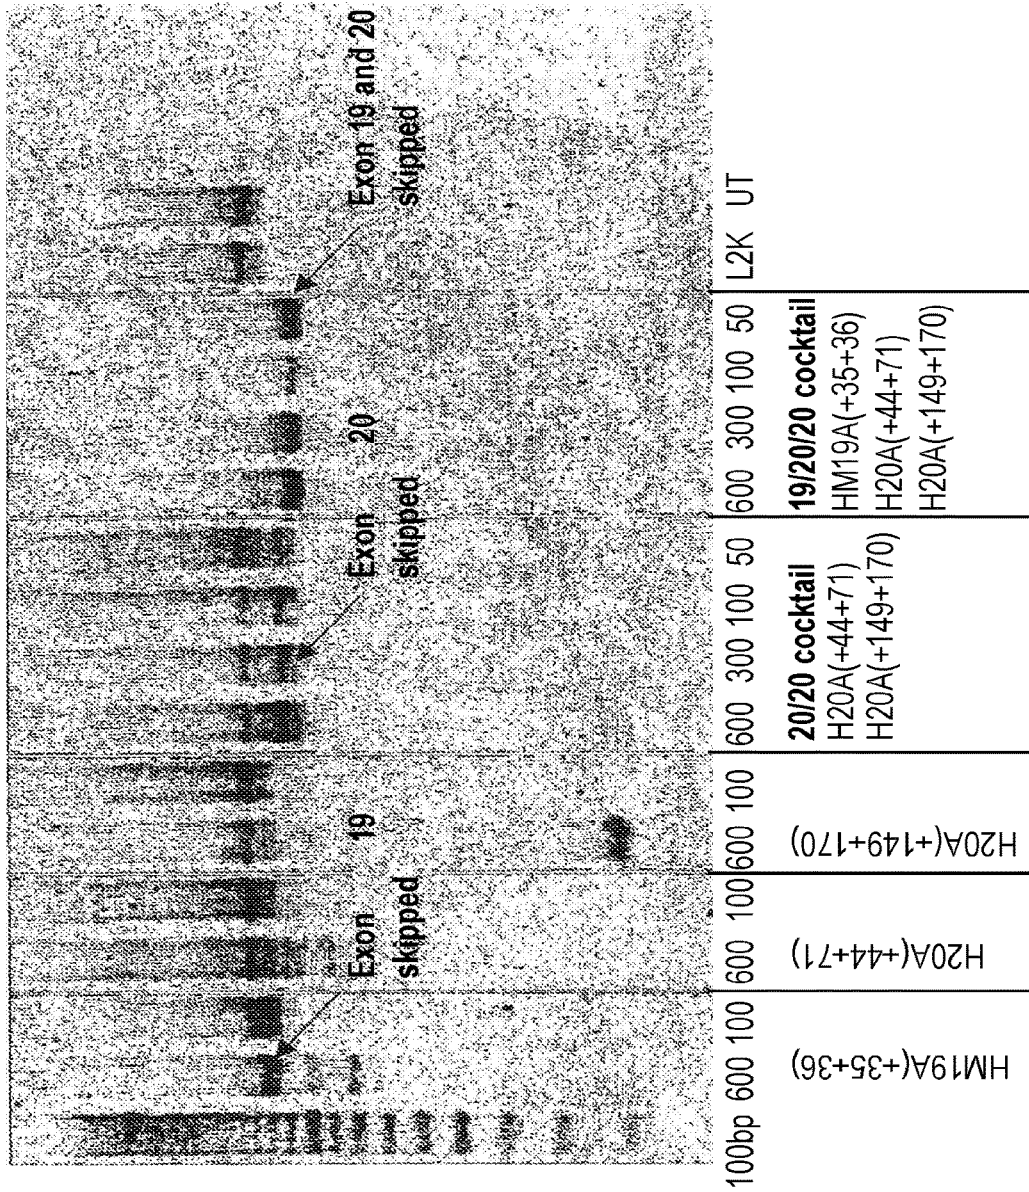 Exon 19
skipped
Exon 20
skipped
Exon 19 and 20
skipped
100bp 600 100 600 100 600 100 600 300 100 50 600 300 100 50 L2K UT
HM19A(+35+36)
H20A(+44+71)
H20A(+149+170)
20/20 cocktail
H20A(+44+71)
H20A(+149+170)
19/20/20 cocktail
HM19A(+35+36)
H20A(+44+71)
H20A(+149+170)